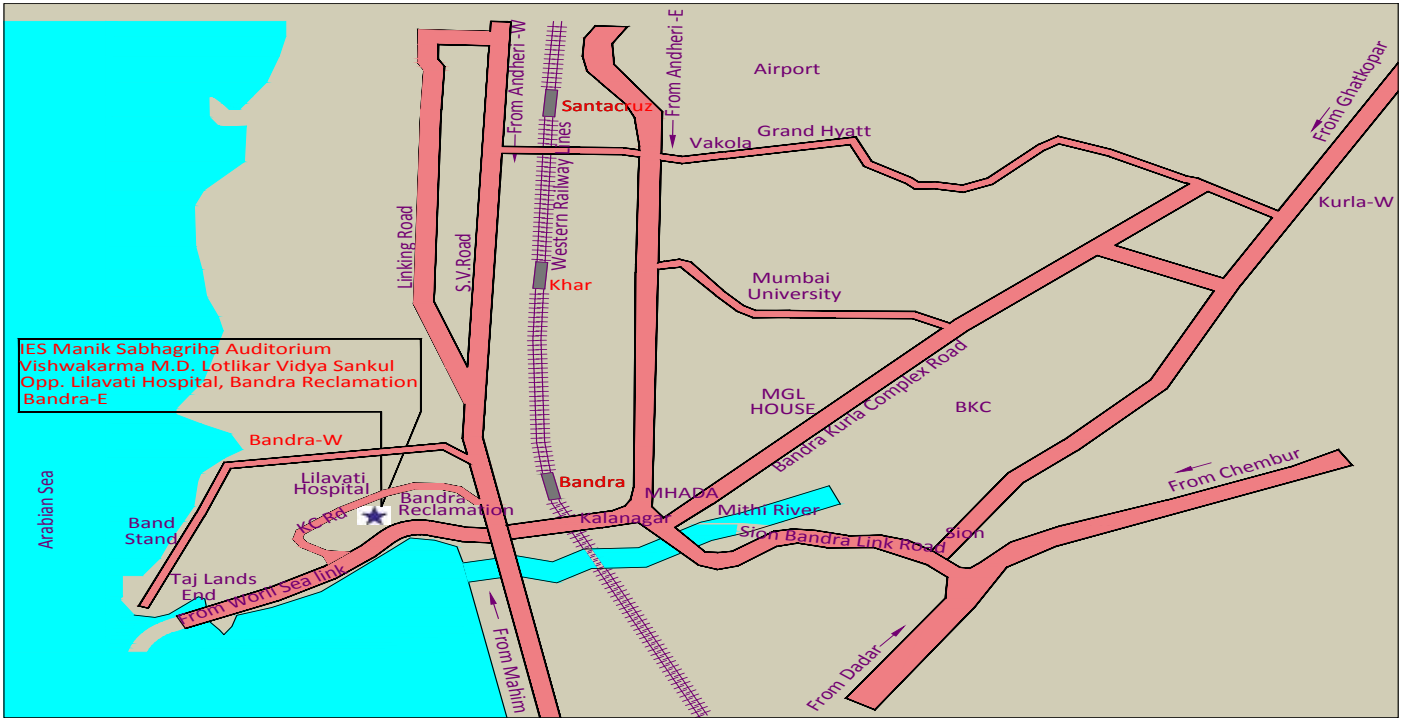 From Andheri -W
From Andheri -E
Airport
From Ghatkopar
Santacruz
Grand Hyatt
Vakola
Western Railway Lines
Kurla-W
Linking Road
S.V.Road
Khar
Mumbai
University
IES Manik Sabhagriha Auditorium
Vishwakarma M.D. Lotlikar Vidya Sankul
Opp. Lilavati Hospital, Bandra Reclamation
Bandra-E
MGL
HOUSE
BKC
Bandra Kurla Complex Road
Bandra-W
From Chembur
Lilavati
Hospital
Bandra
Bandra
Reclamation
MHADA
Mithi River
Arabian Sea
KC Rd
Kalanagar
Band
Stand
Sion Bandra Link Road
Sion
Taj Lands
End
From Worli Sea link
From Mahim
From Dadar